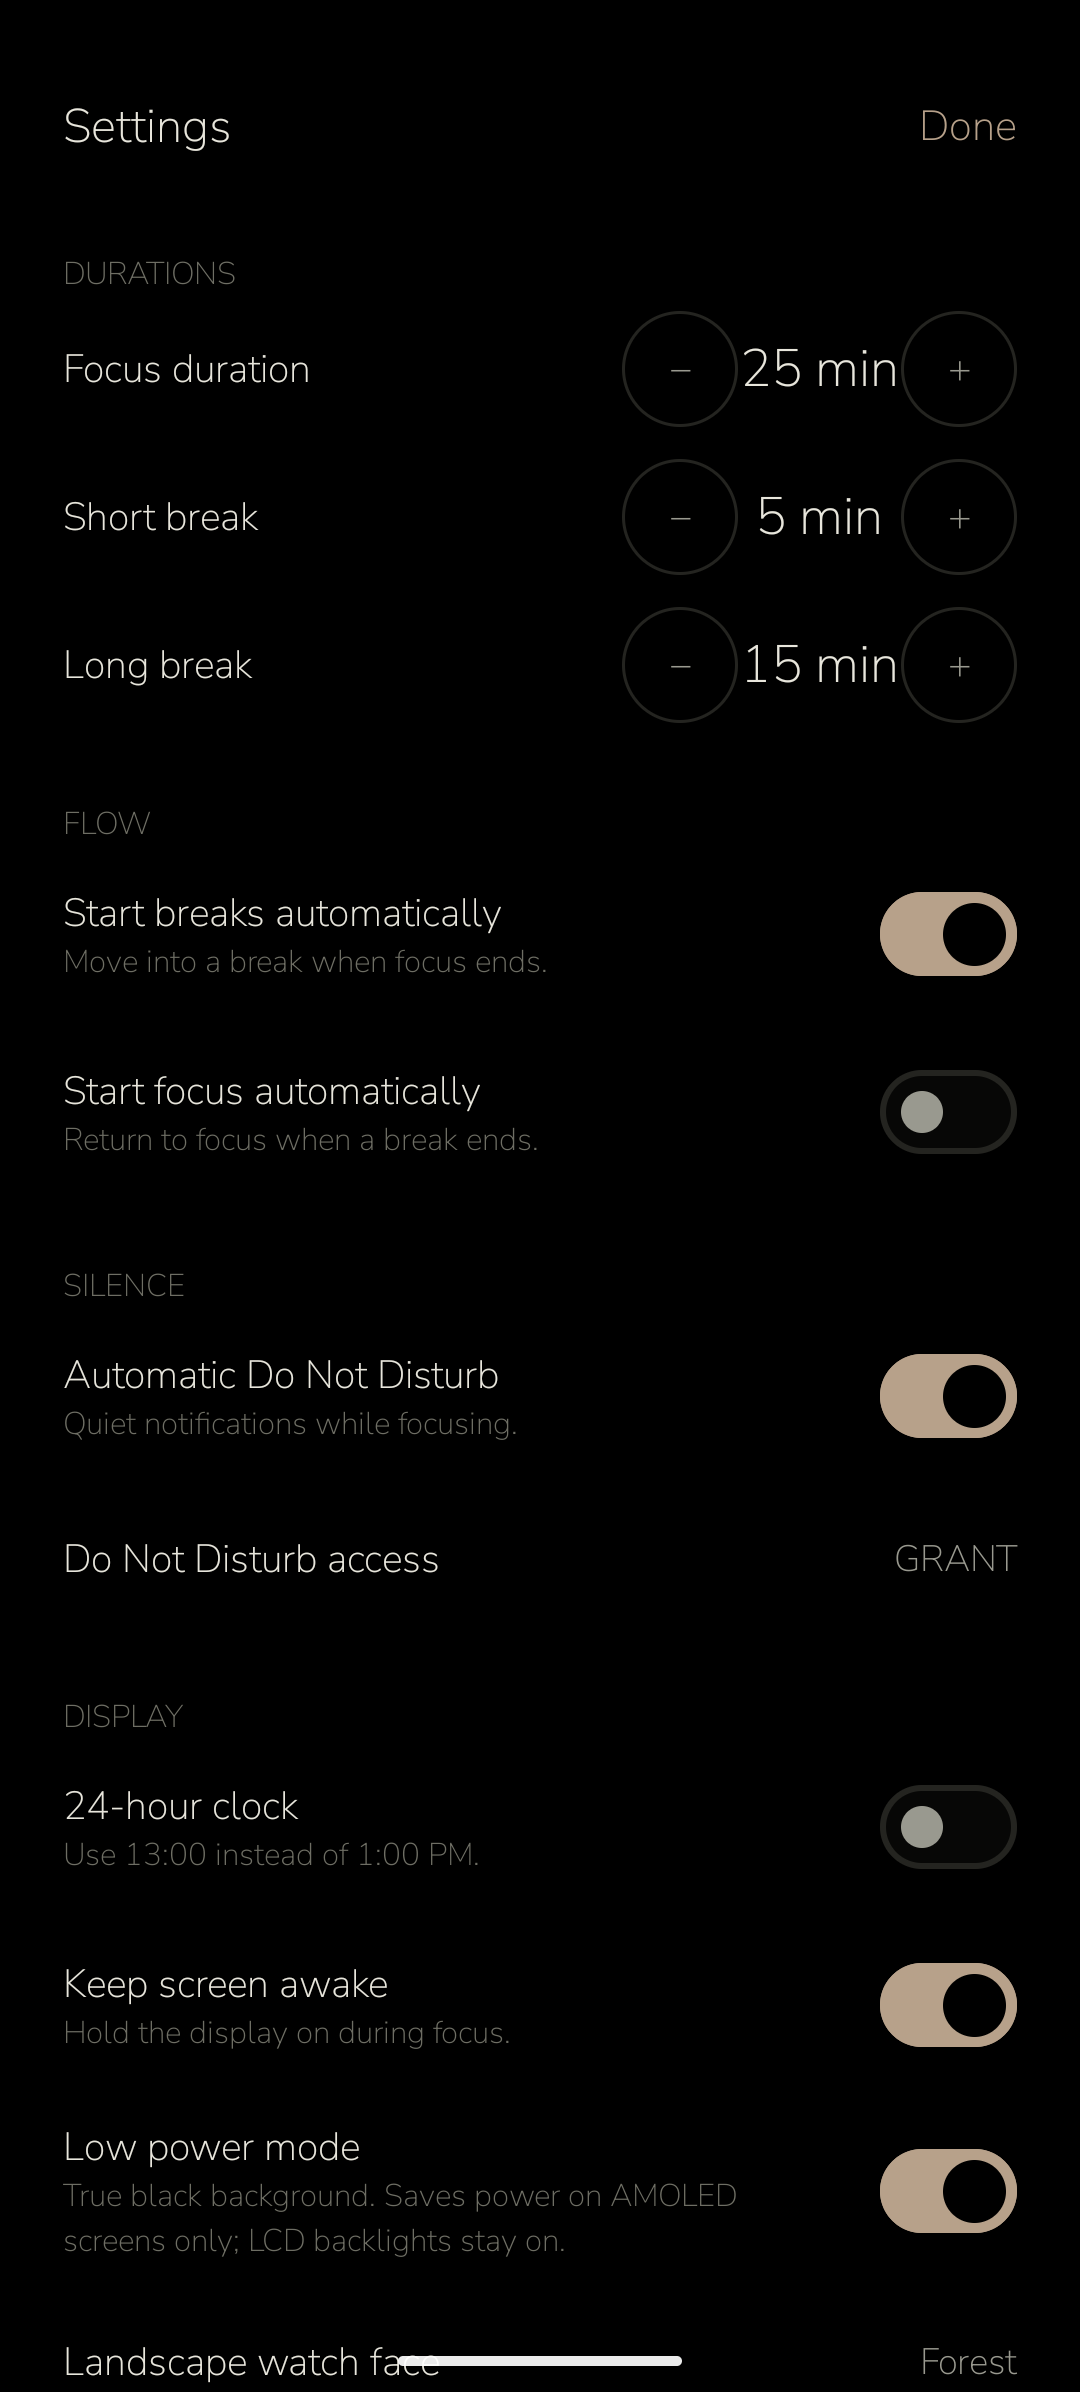 Settings
Done
DURATIONS
Focus duration
− 25 min +
Short break
− 5 min +
Long break
− 15 min +
FLOW
Start breaks automatically
Move into a break when focus ends.
Start focus automatically
Return to focus when a break ends.
SILENCE
Automatic Do Not Disturb
Quiet notifications while focusing.
Do Not Disturb access
GRANT
DISPLAY
24-hour clock
Use 13:00 instead of 1:00 PM.
Keep screen awake
Hold the display on during focus.
Low power mode
True black background. Saves power on AMOLED
screens only; LCD backlights stay on.
Landscape watch face
Forest